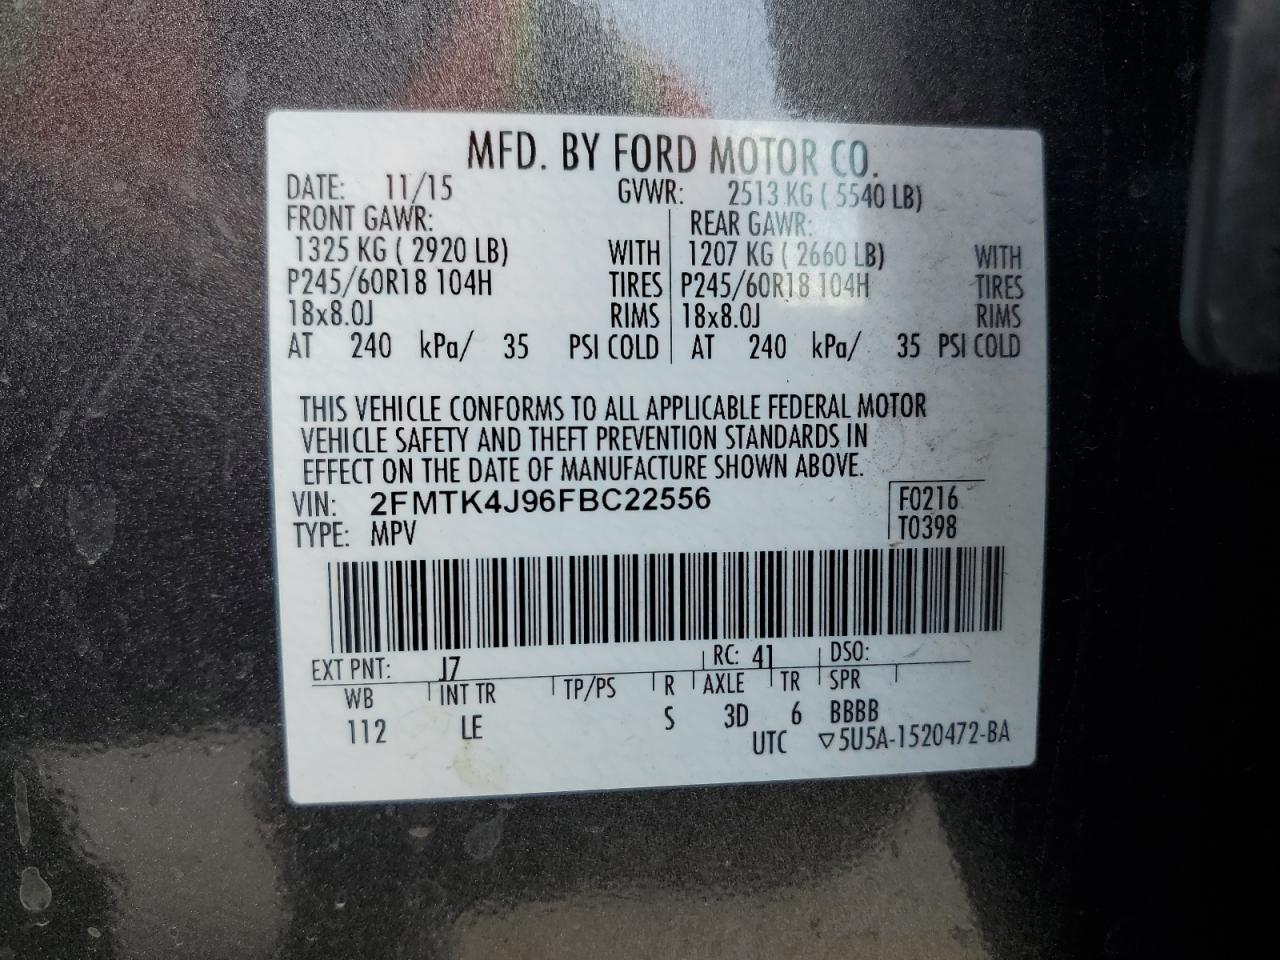 MFD. BY FORD MOTOR CO.
DATE: 11/15 GVWR: 2513 KG ( 5540 LB)
FRONT GAWR: REAR GAWR:
1325 KG ( 2920 LB) WITH 1207 KG ( 2660 LB) WITH
P245/60R18 104H TIRES P245/60R18 104H TIRES
18x8.0J RIMS 18x8.0J RIMS
AT 240 kPa/ 35 PSI COLD AT 240 kPa/ 35 PSI COLD
THIS VEHICLE CONFORMS TO ALL APPLICABLE FEDERAL MOTOR
VEHICLE SAFETY AND THEFT PREVENTION STANDARDS IN
EFFECT ON THE DATE OF MANUFACTURE SHOWN ABOVE.
VIN: 2FMTK4J96FBC22556 F0216
TYPE: MPV T0398
EXT PNT: J7 RC: 41 DSO:
WB INT TR TP/PS R AXLE TR SPR
112 LE S 3D 6 BBBB
UTC ▽5U5A-1520472-BA